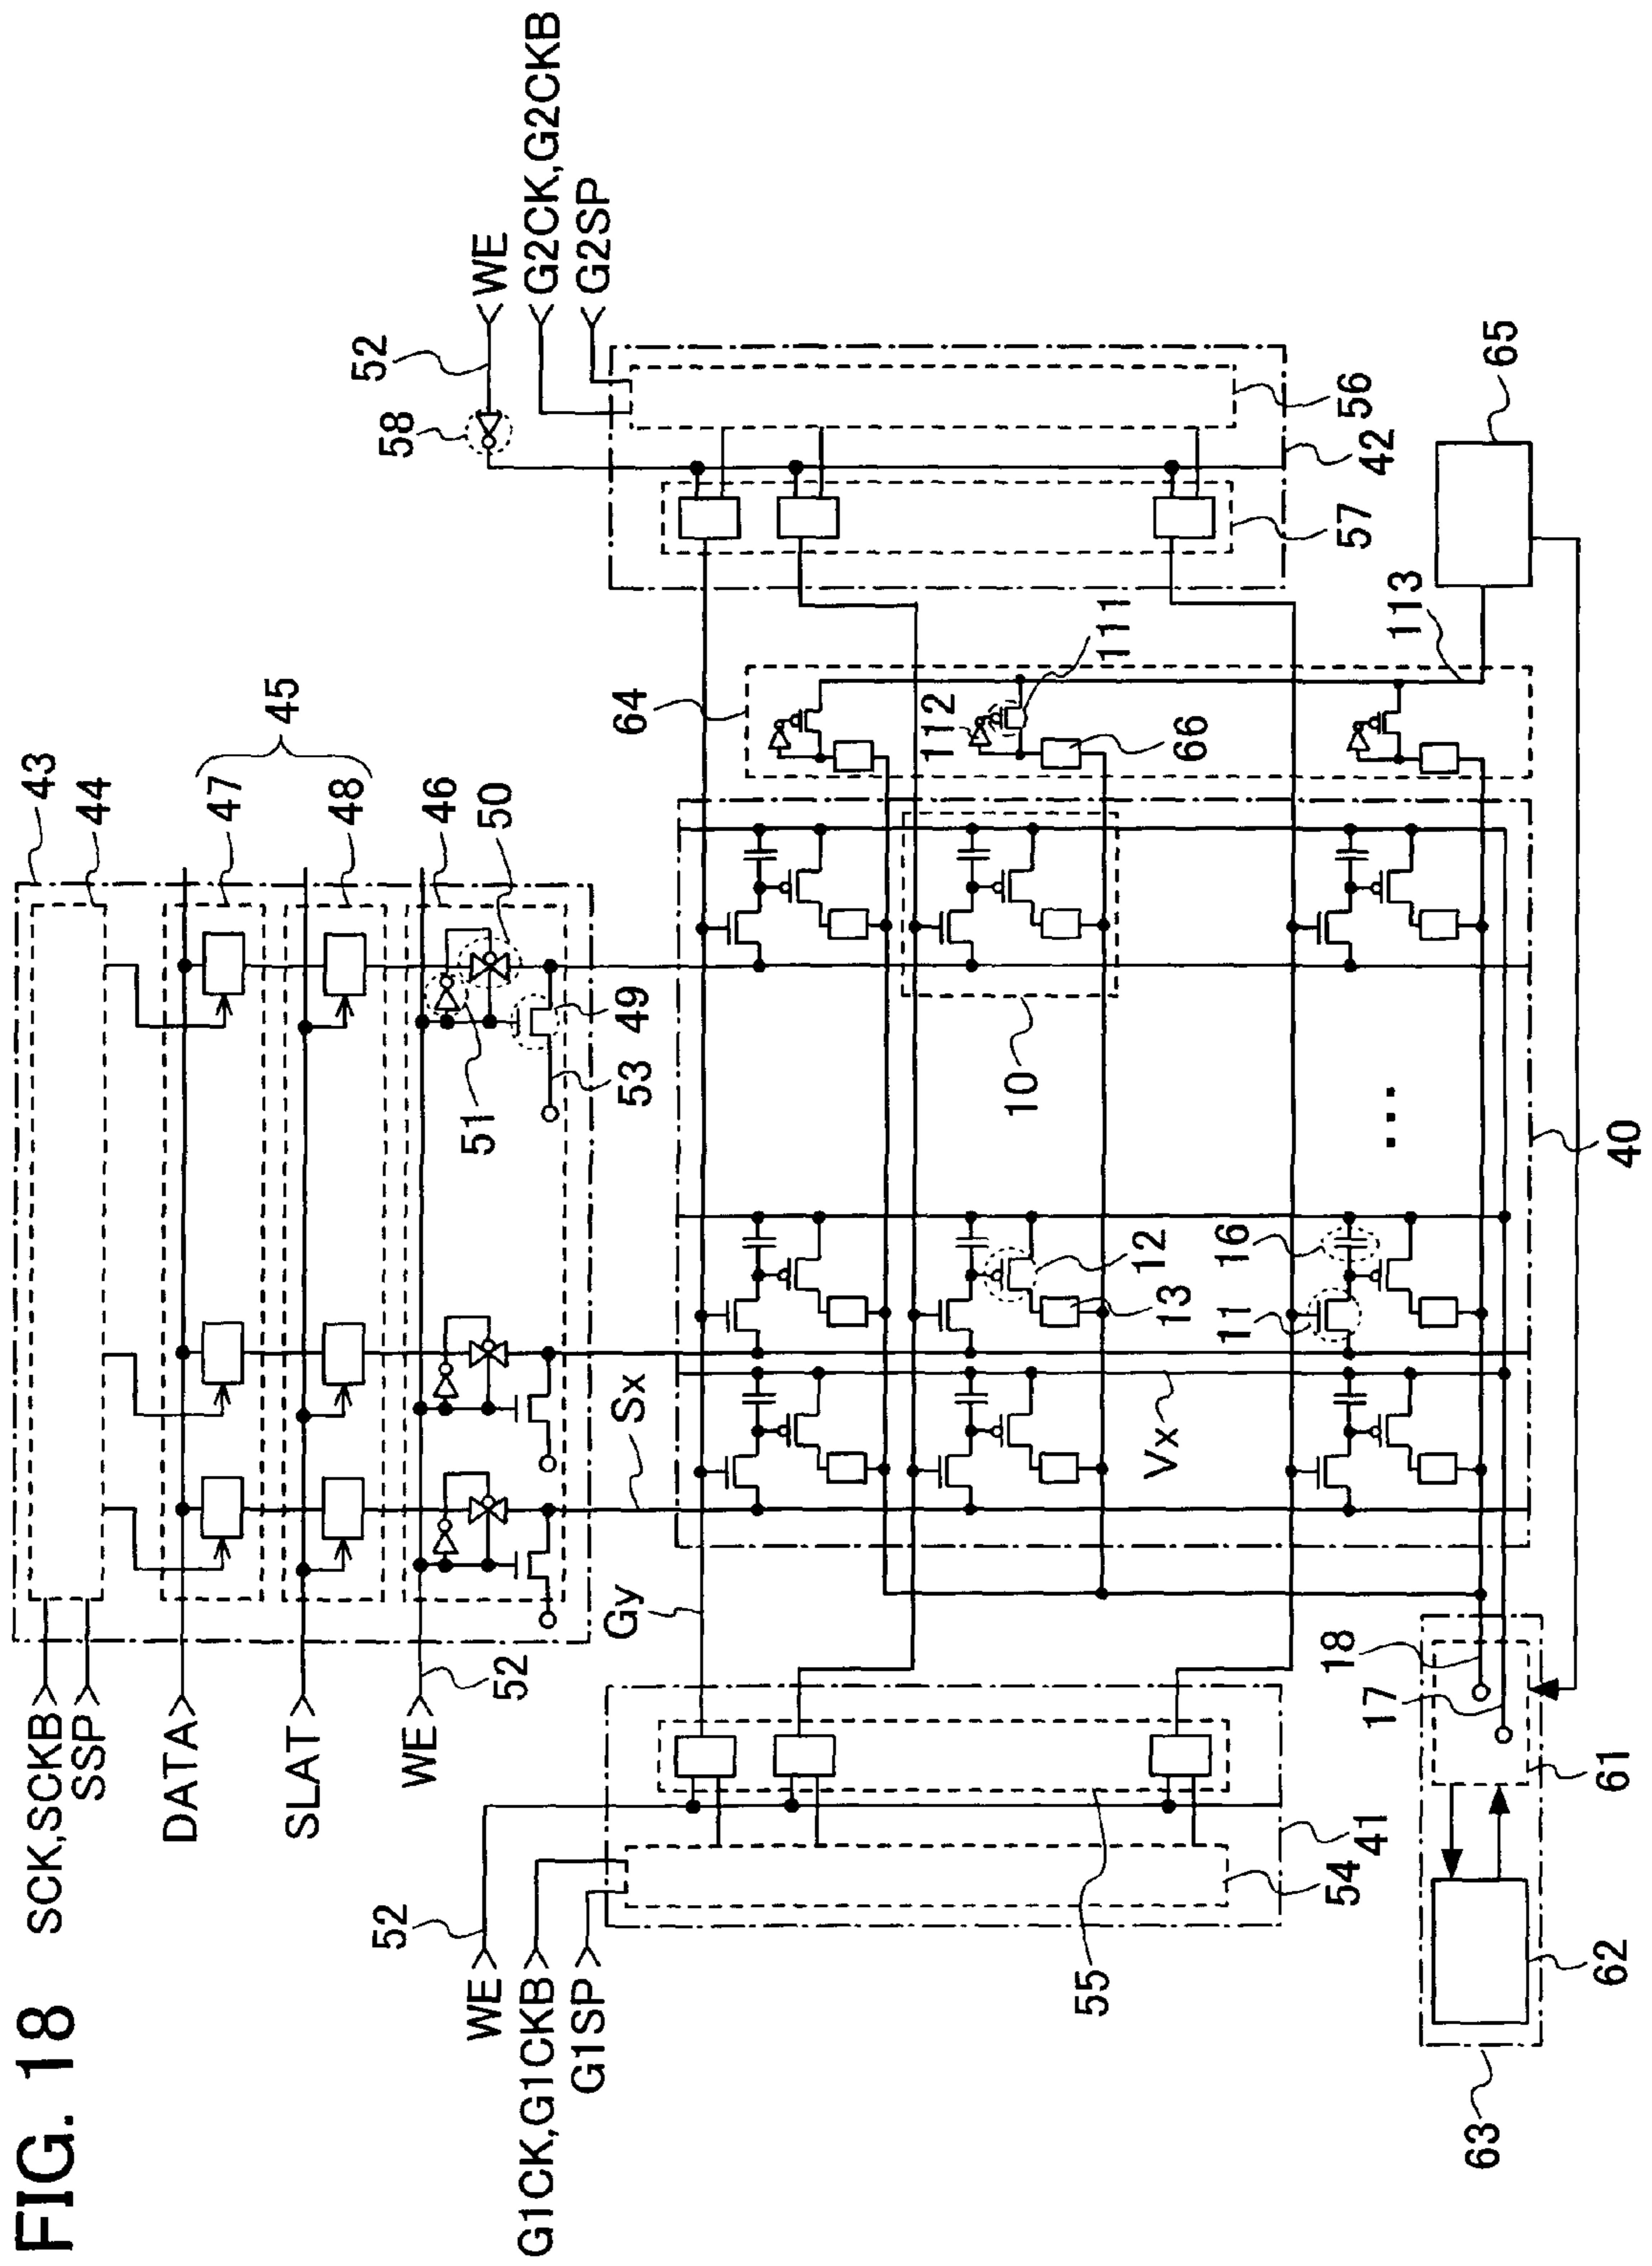 FIG. 18
SCK,SCKB
SSP
DATA
SLAT
WE
52
43
44
47
45
48
46
50
51
49
53
52
WE
G1CK,G1CKB
G1SP
52
58
WE
G2CK,G2CKB
G2SP
Gy
Sx
Vx
64
112
111
66
113
65
56
42
57
10
12
13
16
11
40
54
41
55
18
17
61
62
63
...